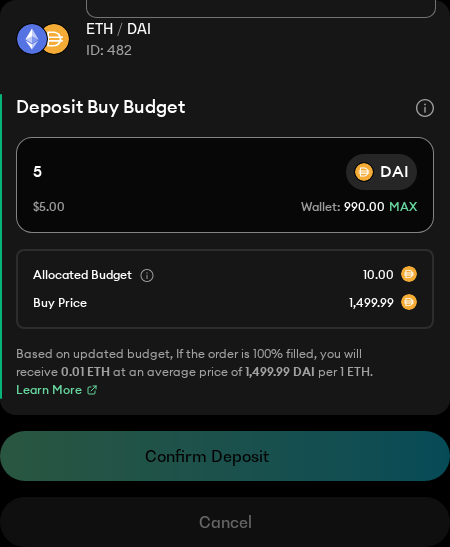 ETH / DAI
ID: 482
Deposit Buy Budget
5
DAI
$5.00
Wallet: 990.00 MAX
Allocated Budget
10.00
Buy Price
1,499.99
Based on updated budget, If the order is 100% filled, you will
receive 0.01 ETH at an average price of 1,499.99 DAI per 1 ETH.
Learn More
Confirm Deposit
Cancel